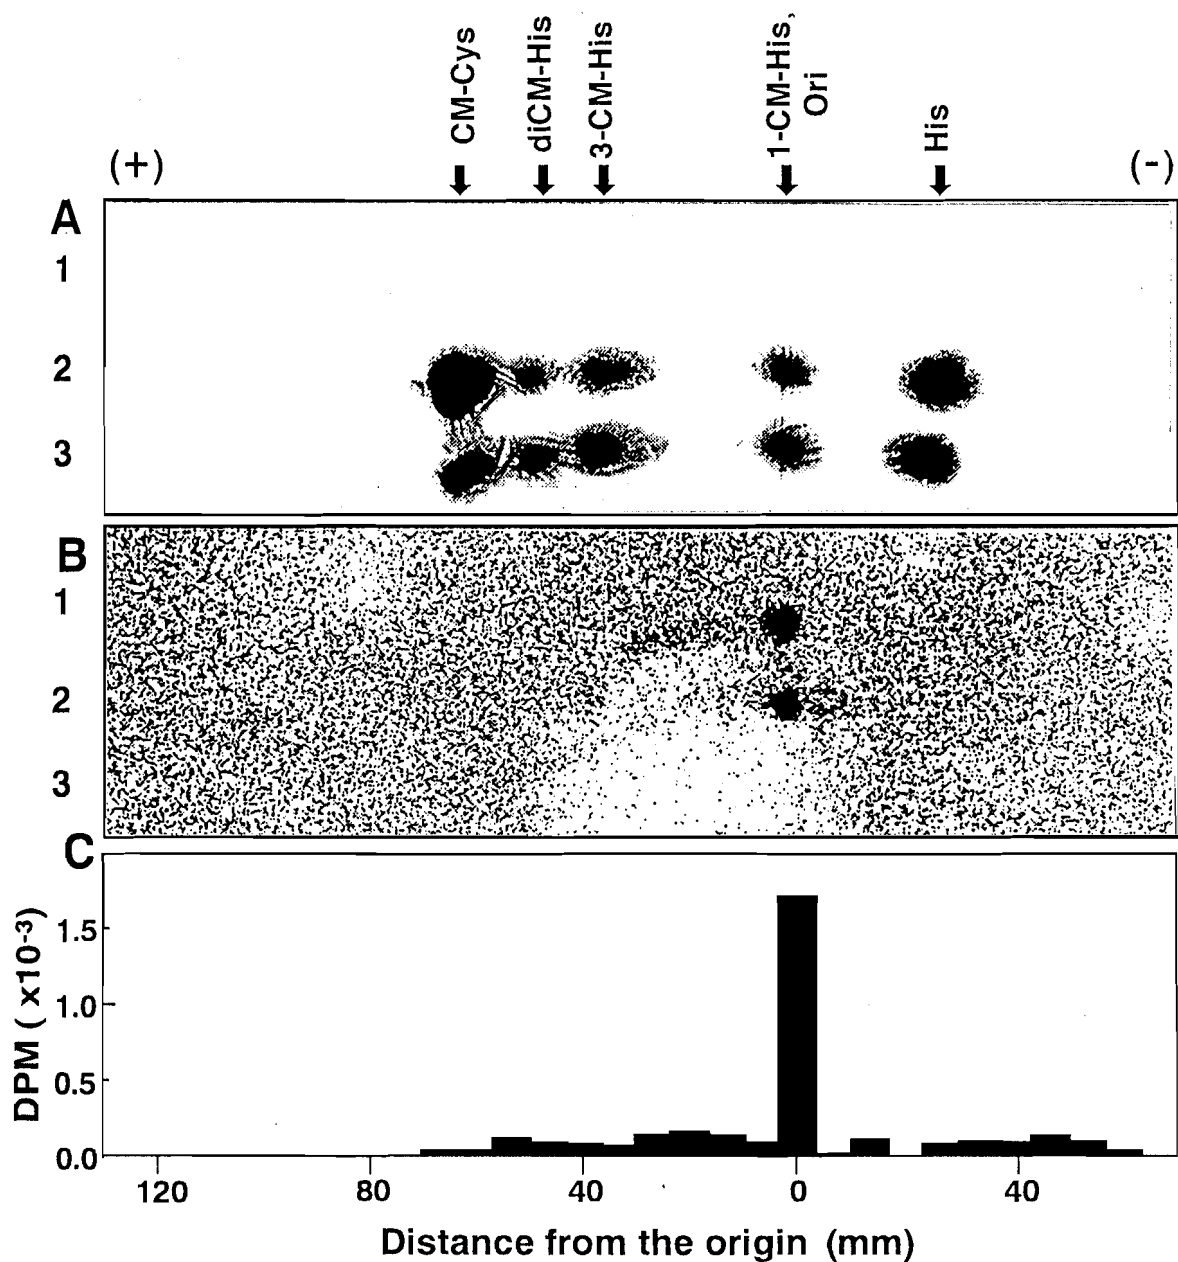 CM-Cys
diCM-His
3-CM-His
1-CM-His,
Ori
His
(+)
(-)
A
1
2
3
B
1
2
3
C
DPM ( x10-3)
1.5
1.0
0.5
0.0
120 80 40 0 40
Distance from the origin (mm)